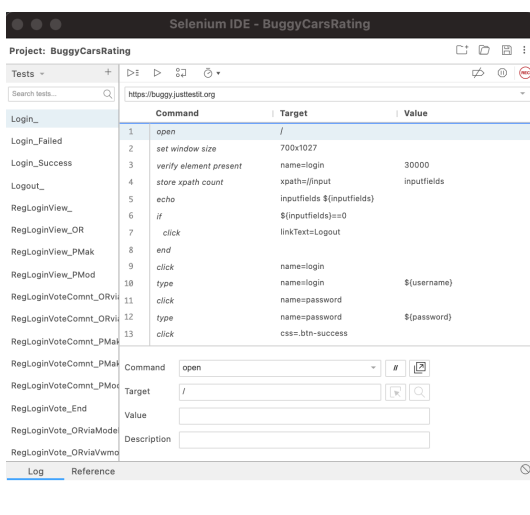 Selenium IDE - BuggyCarsRating
Project: BuggyCarsRating
Tests
Search tests...
Login_
Login_Failed
Login_Success
Logout_
RegLoginView_
RegLoginView_OR
RegLoginView_PMak
RegLoginView_PMod
RegLoginVoteComnt_ORvi
RegLoginVoteComnt_ORvi
RegLoginVoteComnt_PMak
RegLoginVoteComnt_PMak
RegLoginVoteComnt_PMod
RegLoginVote_End
RegLoginVote_ORviaModel
RegLoginVote_ORviaVwmo
REC
https://buggy.justtestit.org
Command Target Value
1 open /
2 set window size 700x1027
3 verify element present name=login 30000
4 store xpath count xpath=//input inputfields
5 echo inputfields ${inputfields}
6 if ${inputfields}==0
7 click linkText=Logout
8 end
9 click name=login
10 type name=login ${username}
11 click name=password
12 type name=password ${password}
13 click css=.btn-success
Command open //
Target /
Value
Description
Log Reference